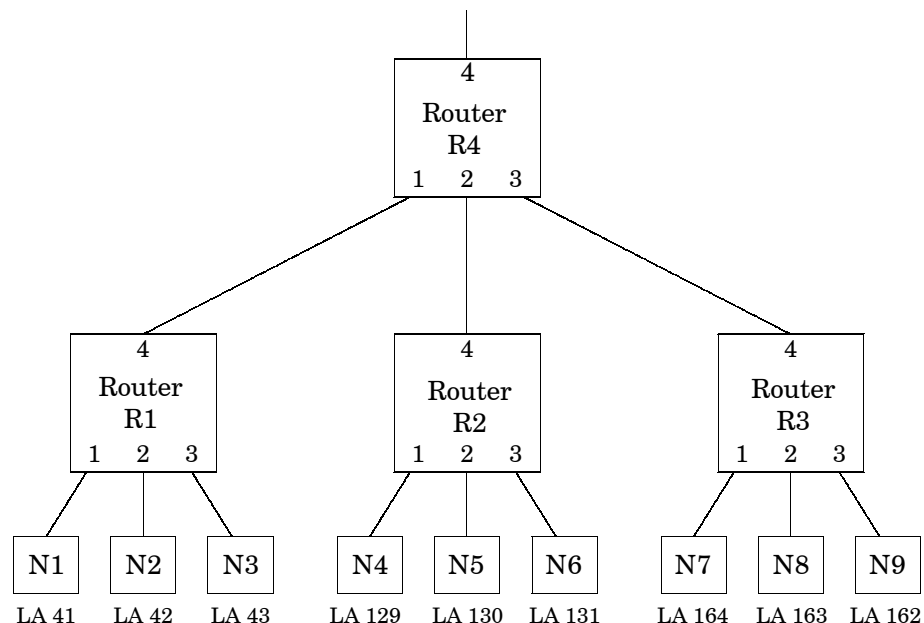 4
Router
R4
1 2 3
4
Router
R1
1 2 3
4
Router
R2
1 2 3
4
Router
R3
1 2 3
N1 N2 N3 N4 N5 N6 N7 N8 N9
LA 41 LA 42 LA 43 LA 129 LA 130 LA 131 LA 164 LA 163 LA 162